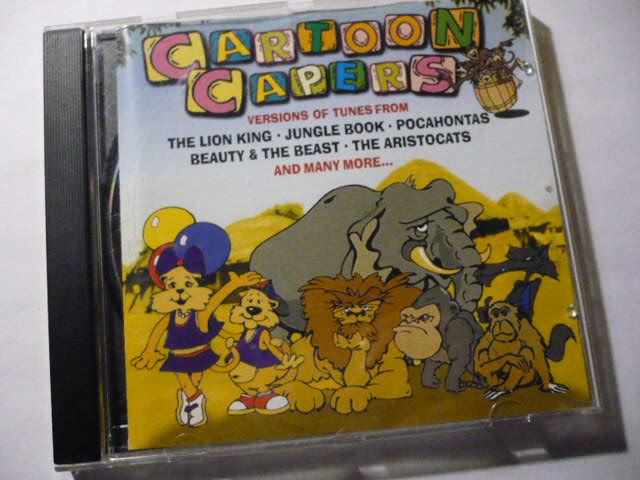 CARTOON
CAPERS
VERSIONS OF TUNES FROM
THE LION KING · JUNGLE BOOK · POCAHONTAS
BEAUTY & THE BEAST · THE ARISTOCATS
AND MANY MORE...